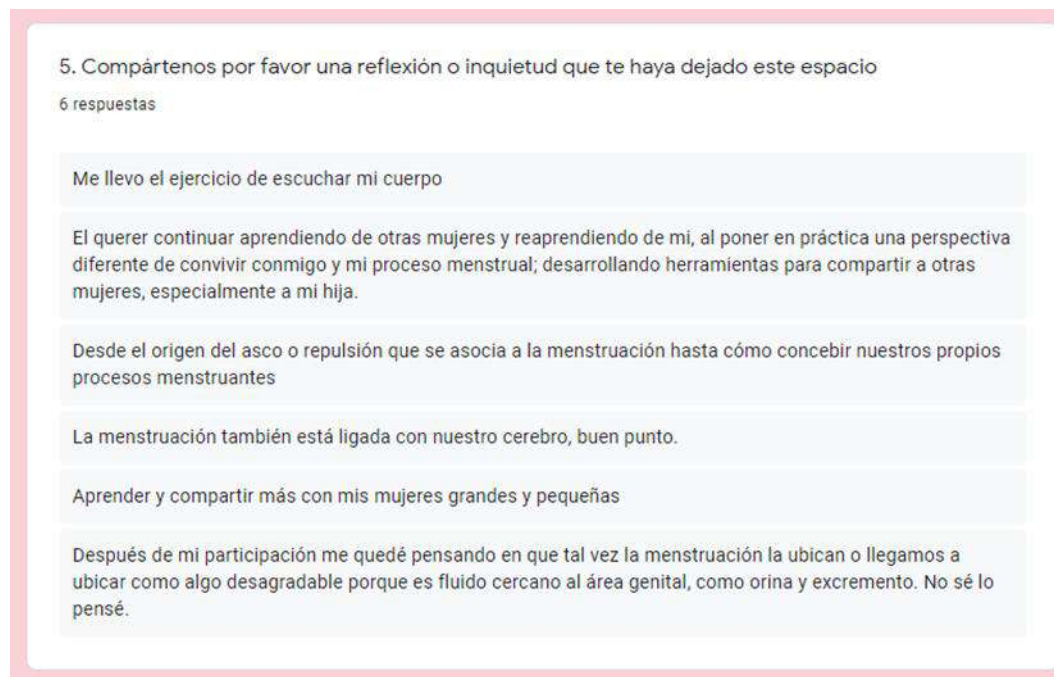 5. Compártenos por favor una reflexión o inquietud que te haya dejado este espacio
6 respuestas
Me llevo el ejercicio de escuchar mi cuerpo
El querer continuar aprendiendo de otras mujeres y reaprendiendo de mi, al poner en práctica una perspectiva
diferente de convivir conmigo y mi proceso menstrual; desarrollando herramientas para compartir a otras
mujeres, especialmente a mi hija.
Desde el origen del asco o repulsión que se asocia a la menstruación hasta cómo concebir nuestros propios
procesos menstruantes
La menstruación también está ligada con nuestro cerebro, buen punto.
Aprender y compartir más con mis mujeres grandes y pequeñas
Después de mi participación me quedé pensando en que tal vez la menstruación la ubican o llegamos a
ubicar como algo desagradable porque es fluido cercano al área genital, como orina y excremento. No sé lo
pensé.